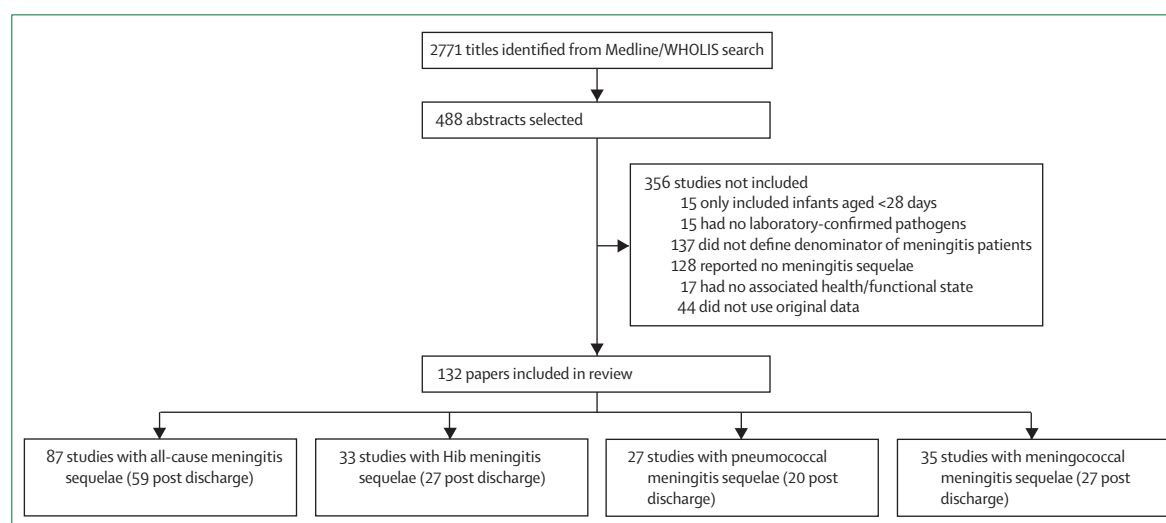 2771 titles identified from Medline/WHOLIS search
488 abstracts selected
356 studies not included
15 only included infants aged <28 days
15 had no laboratory-confirmed pathogens
137 did not define denominator of meningitis patients
128 reported no meningitis sequelae
17 had no associated health/functional state
44 did not use original data
132 papers included in review
87 studies with all-cause meningitis
sequelae (59 post discharge)
33 studies with Hib meningitis
sequelae (27 post discharge)
27 studies with pneumococcal
meningitis sequelae (20 post
discharge)
35 studies with meningococcal
meningitis sequelae (27 post
discharge)